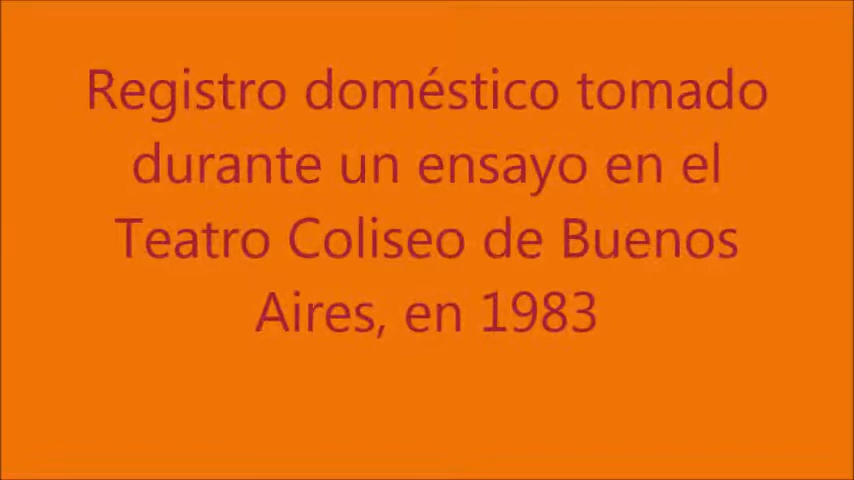 Registro doméstico tomado
durante un ensayo en el
Teatro Coliseo de Buenos
Aires, en 1983